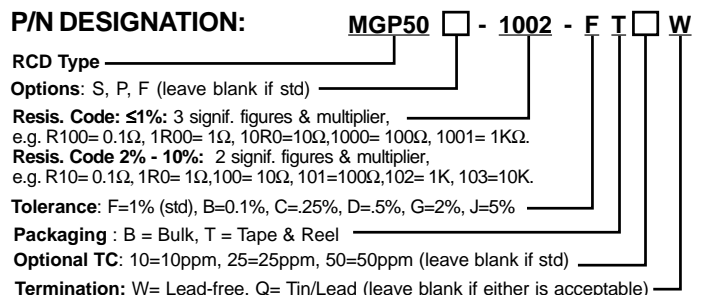 P/N DESIGNATION: MGP50 □ - 1002 - F T □ W
RCD Type
Options: S, P, F (leave blank if std)
Resis. Code: ≤1%: 3 signif. figures & multiplier,
e.g. R100= 0.1Ω, 1R00= 1Ω, 10R0=10Ω,1000= 100Ω, 1001= 1KΩ.
Resis. Code 2% - 10%: 2 signif. figures & multiplier,
e.g. R10= 0.1Ω, 1R0= 1Ω,100= 10Ω, 101=100Ω,102= 1K, 103=10K.
Tolerance: F=1% (std), B=0.1%, C=.25%, D=.5%, G=2%, J=5%
Packaging : B = Bulk, T = Tape & Reel
Optional TC: 10=10ppm, 25=25ppm, 50=50ppm (leave blank if std)
Termination: W= Lead-free, Q= Tin/Lead (leave blank if either is acceptable)